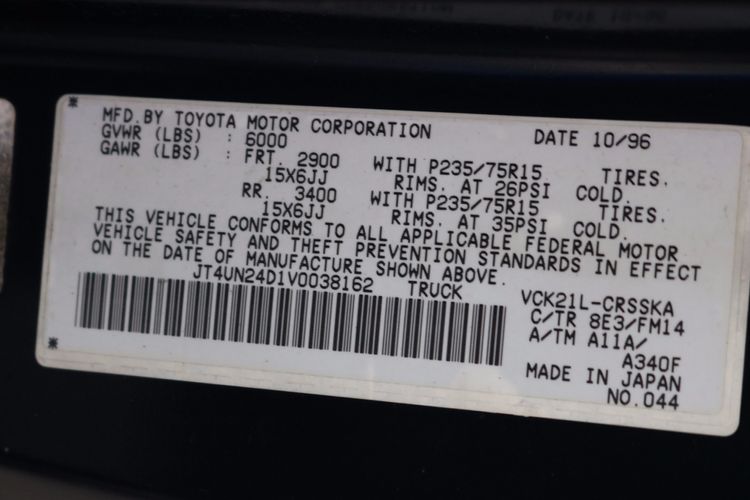 MFD.BY TOYOTA MOTOR CORPORATION DATE 10/96
GVWR (LBS) : 6000
GAWR (LBS) : FRT. 2900 WITH P235/75R15 TIRES.
15X6JJ RIMS. AT 26PSI COLD.
RR. 3400 WITH P235/75R15 TIRES.
15X6JJ RIMS. AT 35PSI COLD.
THIS VEHICLE CONFORMS TO ALL APPLICABLE FEDERAL MOTOR
VEHICLE SAFETY AND THEFT PREVENTION STANDARDS IN EFFECT
ON THE DATE OF MANUFACTURE SHOWN ABOVE.
JT4UN24D1V0038162 TRUCK VCK21L-CRSSKA
C/TR 8E3/FM14
A/TM A11A/
A340F
MADE IN JAPAN
NO.044